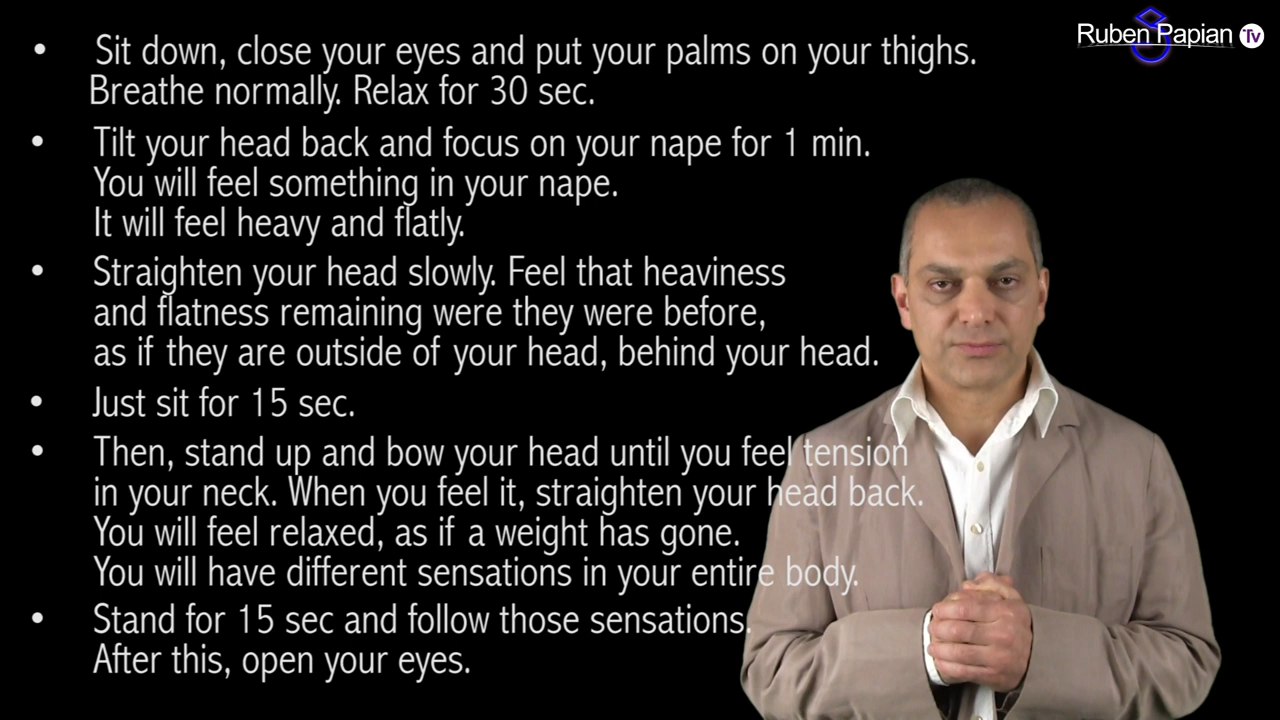 Ruben Papian Tv
• Sit down, close your eyes and put your palms on your thighs.
Breathe normally. Relax for 30 sec.
• Tilt your head back and focus on your nape for 1 min.
You will feel something in your nape.
It will feel heavy and flatly.
• Straighten your head slowly. Feel that heaviness
and flatness remaining were they were before,
as if they are outside of your head, behind your head.
• Just sit for 15 sec.
• Then, stand up and bow your head until you feel tension
in your neck. When you feel it, straighten your head back.
You will feel relaxed, as if a weight has gone.
You will have different sensations in your entire body.
• Stand for 15 sec and follow those sensations.
After this, open your eyes.